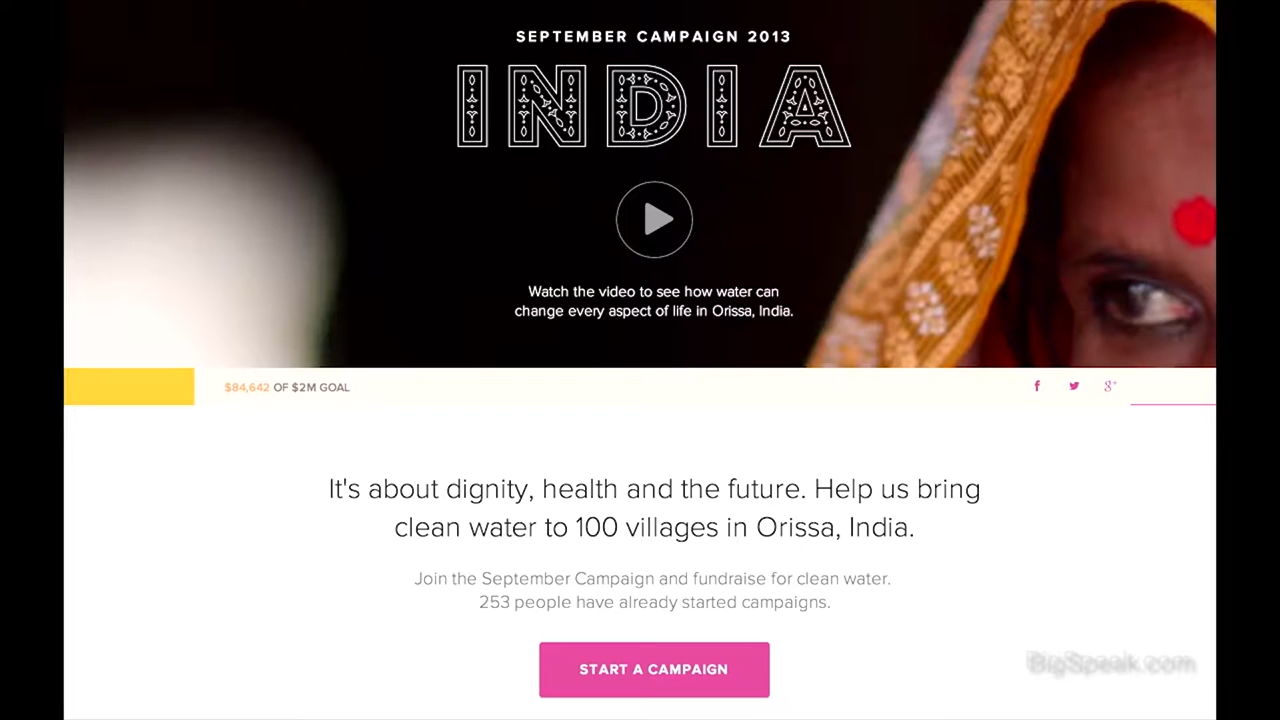 SEPTEMBER CAMPAIGN 2013
INDIA
Watch the video to see how water can
change every aspect of life in Orissa, India.
$84,642 OF $2M GOAL
f g+
It's about dignity, health and the future. Help us bring
clean water to 100 villages in Orissa, India.
Join the September Campaign and fundraise for clean water.
253 people have already started campaigns.
START A CAMPAIGN
BigSpeak.com